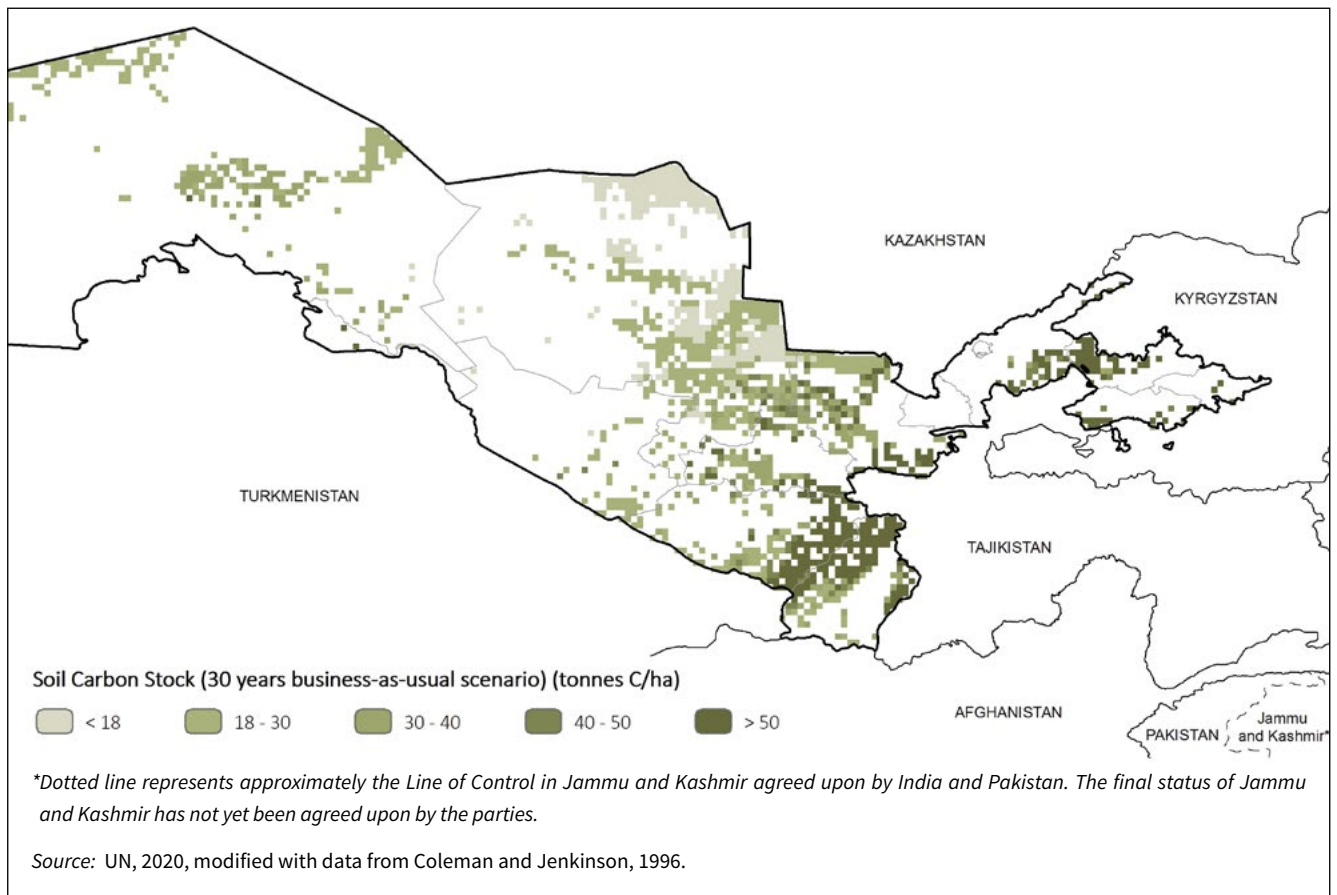 KAZAKHSTAN
KYRGYZSTAN
TURKMENISTAN
TAJIKISTAN
AFGHANISTAN
PAKISTAN
Jammu
and Kashmir*
Soil Carbon Stock (30 years business-as-usual scenario) (tonnes C/ha)
< 18
18 - 30
30 - 40
40 - 50
> 50
*Dotted line represents approximately the Line of Control in Jammu and Kashmir agreed upon by India and Pakistan. The final status of Jammu
and Kashmir has not yet been agreed upon by the parties.
Source: UN, 2020, modified with data from Coleman and Jenkinson, 1996.